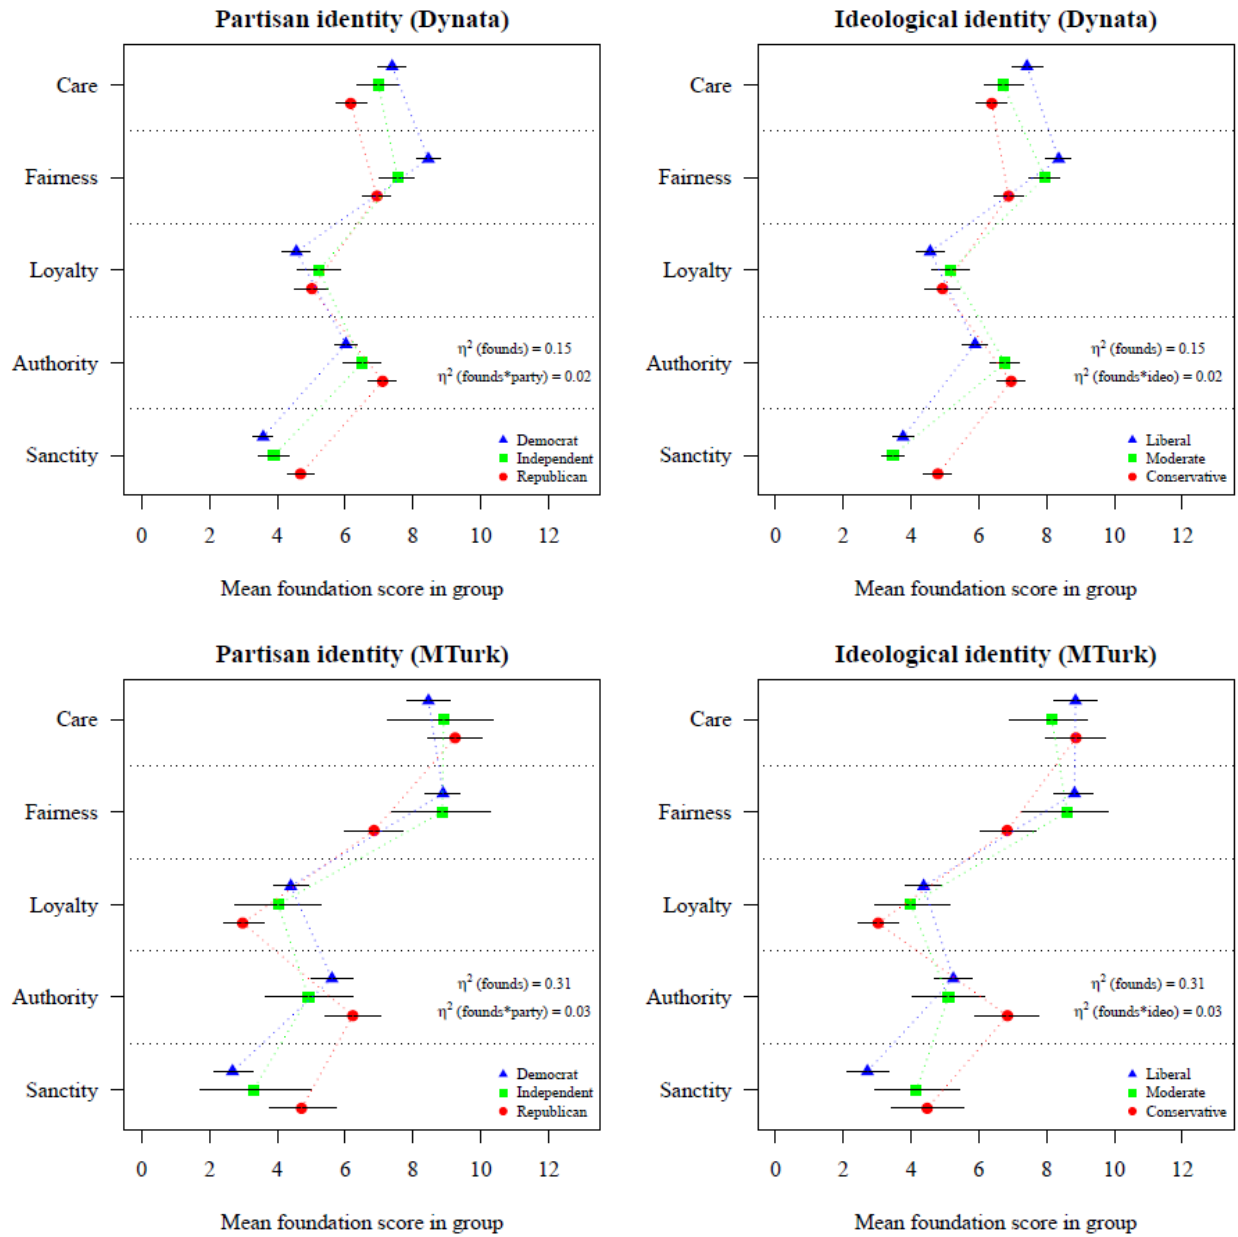 Partisan identity (Dynata)
Care
Fairness
Loyalty
Authority
Sanctity
η² (founds) = 0.15
η² (founds*party) = 0.02
Democrat
Independent
Republican
0 2 4 6 8 10 12
Mean foundation score in group
Ideological identity (Dynata)
Care
Fairness
Loyalty
Authority
Sanctity
η² (founds) = 0.15
η² (founds*ideo) = 0.02
Liberal
Moderate
Conservative
0 2 4 6 8 10 12
Mean foundation score in group
Partisan identity (MTurk)
Care
Fairness
Loyalty
Authority
Sanctity
η² (founds) = 0.31
η² (founds*party) = 0.03
Democrat
Independent
Republican
0 2 4 6 8 10 12
Mean foundation score in group
Ideological identity (MTurk)
Care
Fairness
Loyalty
Authority
Sanctity
η² (founds) = 0.31
η² (founds*ideo) = 0.03
Liberal
Moderate
Conservative
0 2 4 6 8 10 12
Mean foundation score in group